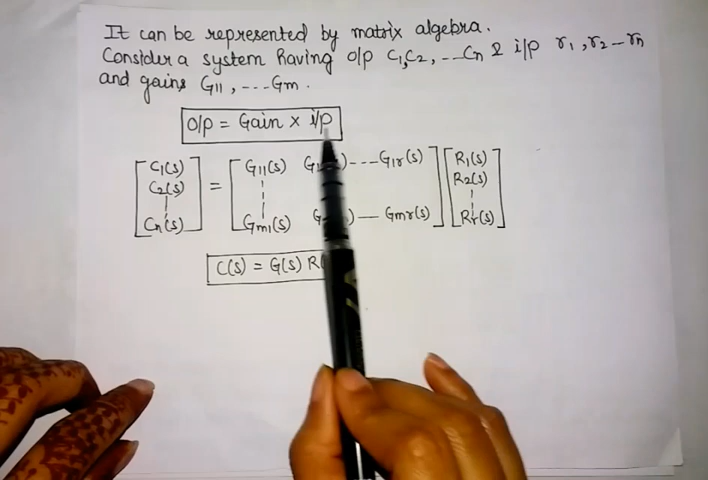 It can be represented by matrix algebra.
Consider a system having o/p C1,C2, ---Cn & i/p r1,r2--rn
and gains G11, ---Gm.
O/P = Gain × i/P
C1(s) = G11(s) ---G1r(s) R1(s)
C2(s) R2(s)
Cn(s) Gm1(s) — Gmr(s) Rr(s)
C(s) = G(s) R